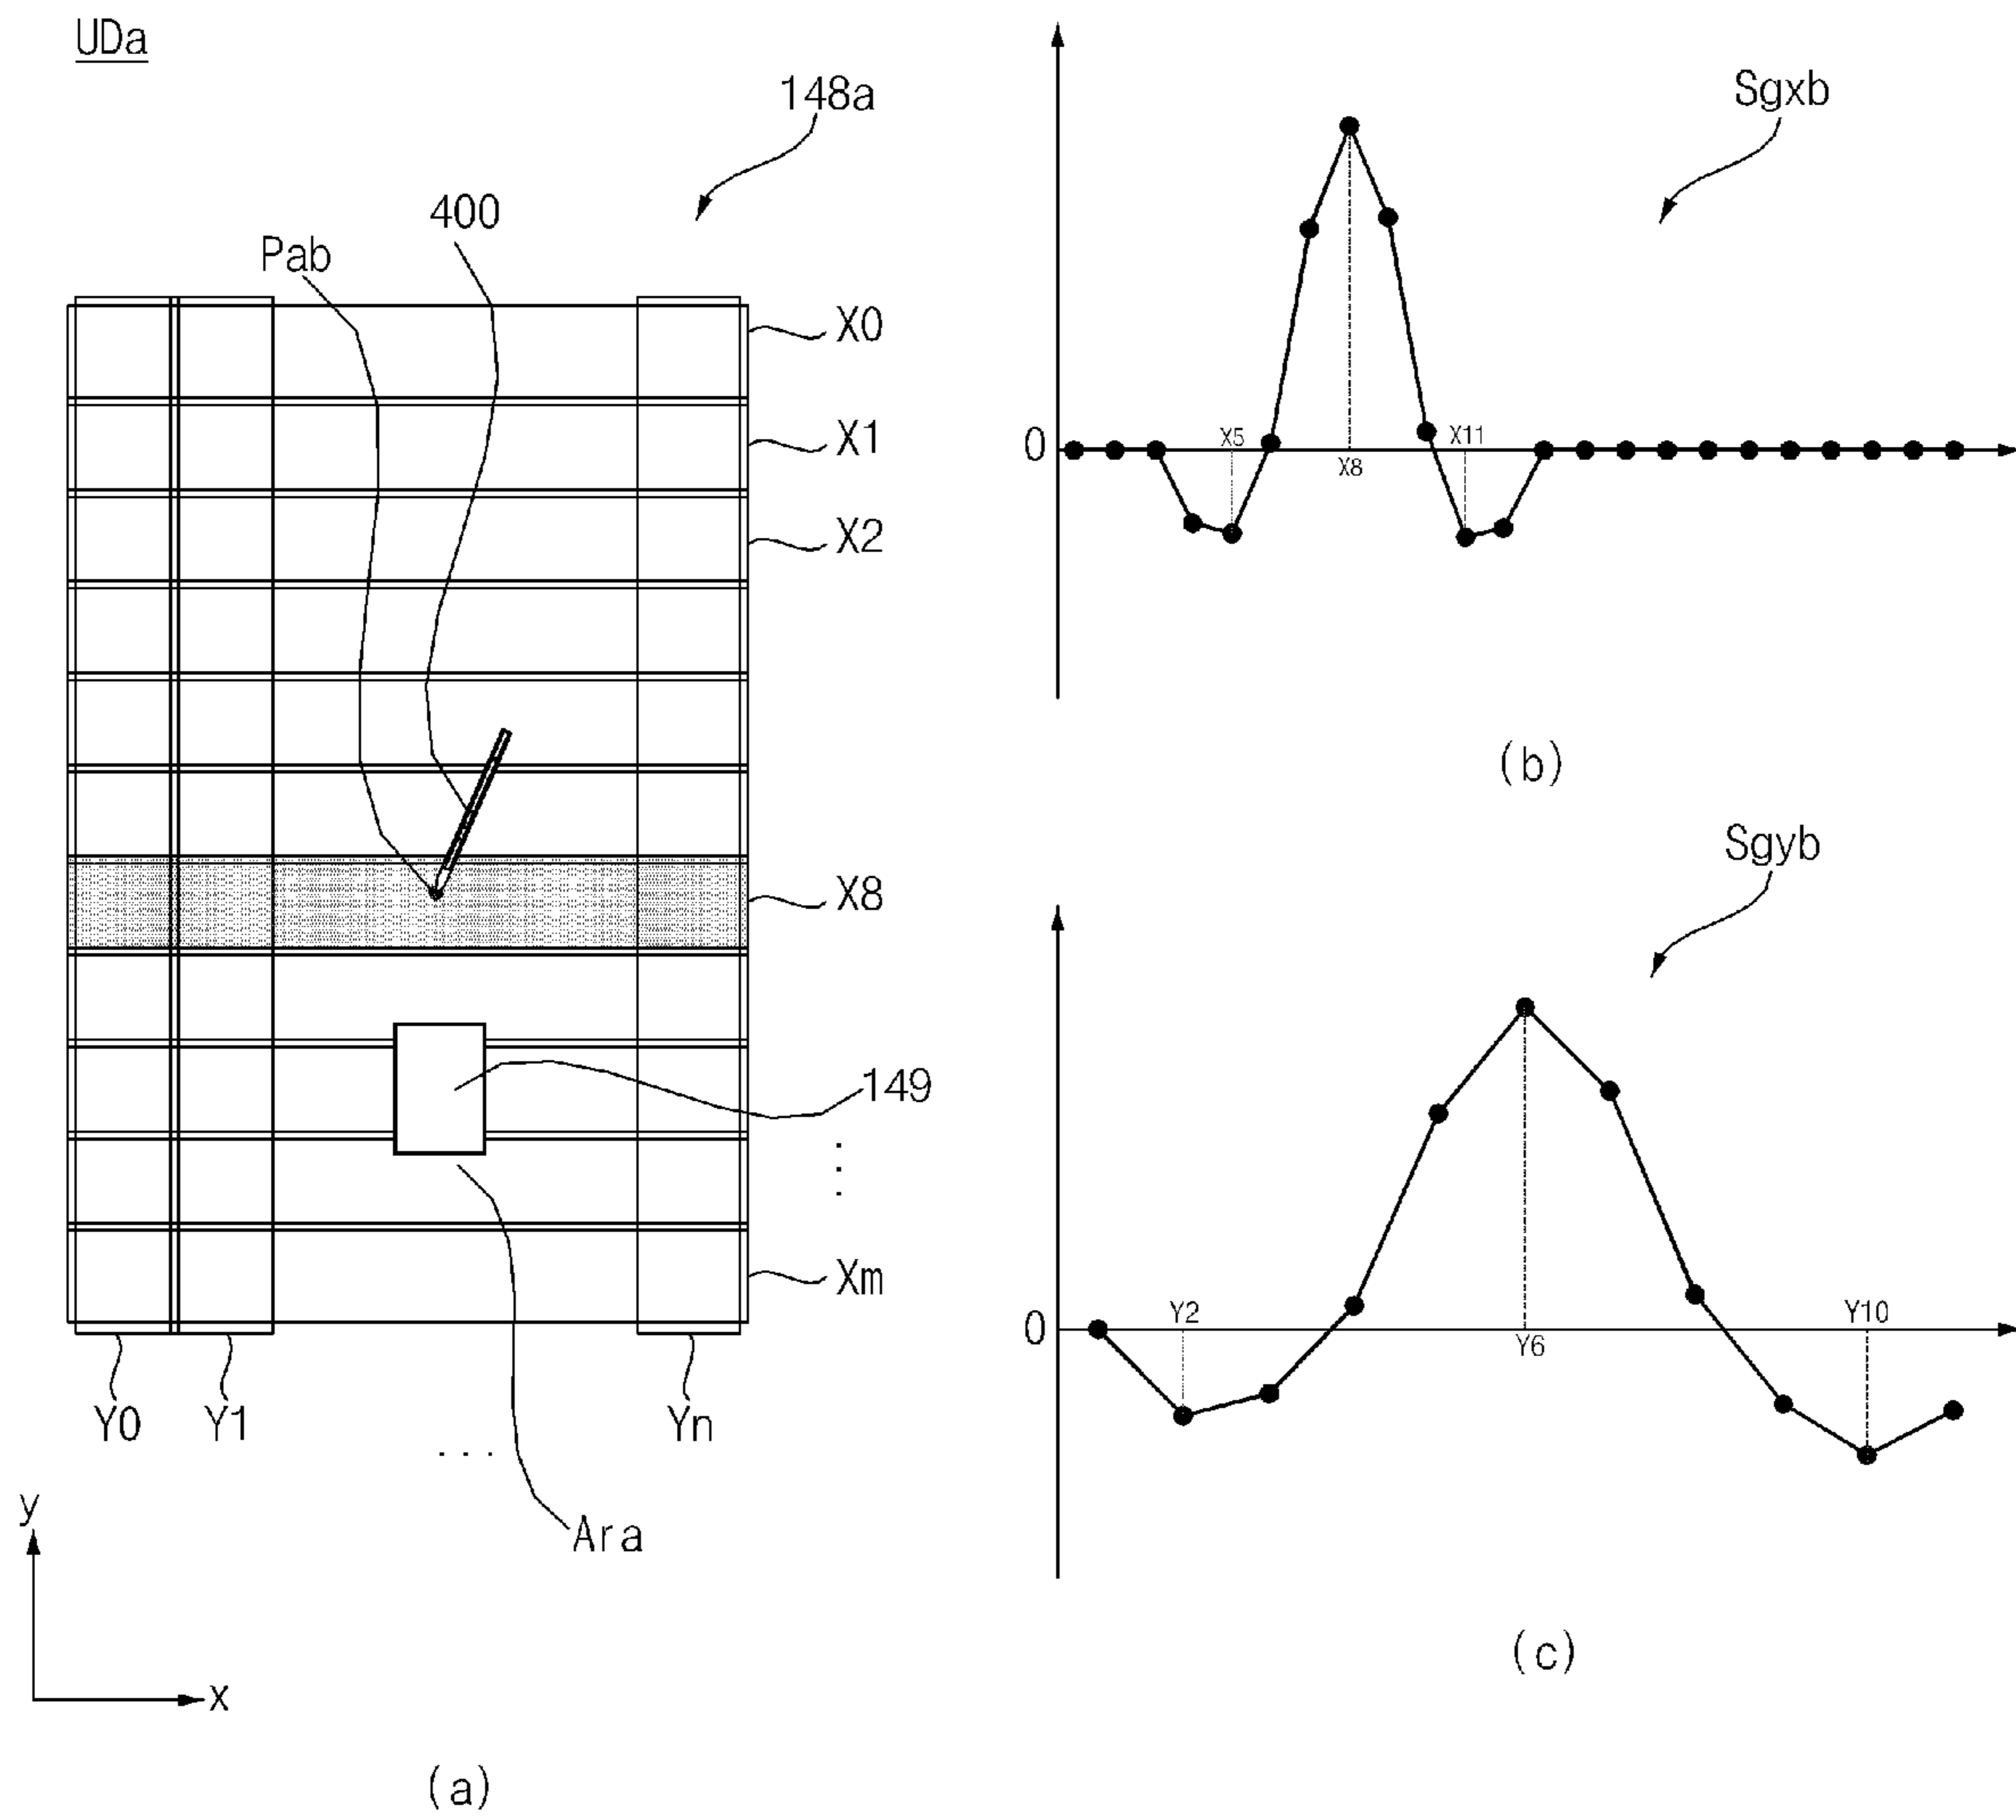 UDa
148a
400
Pab
X0
X1
X2
X8
149
⋮
Xm
Y0
Y1
...
Yn
Ara
y
x
(a)
Sgxb
0
X5
X8
X11
(b)
Sgyb
0
Y2
Y6
Y10
(c)